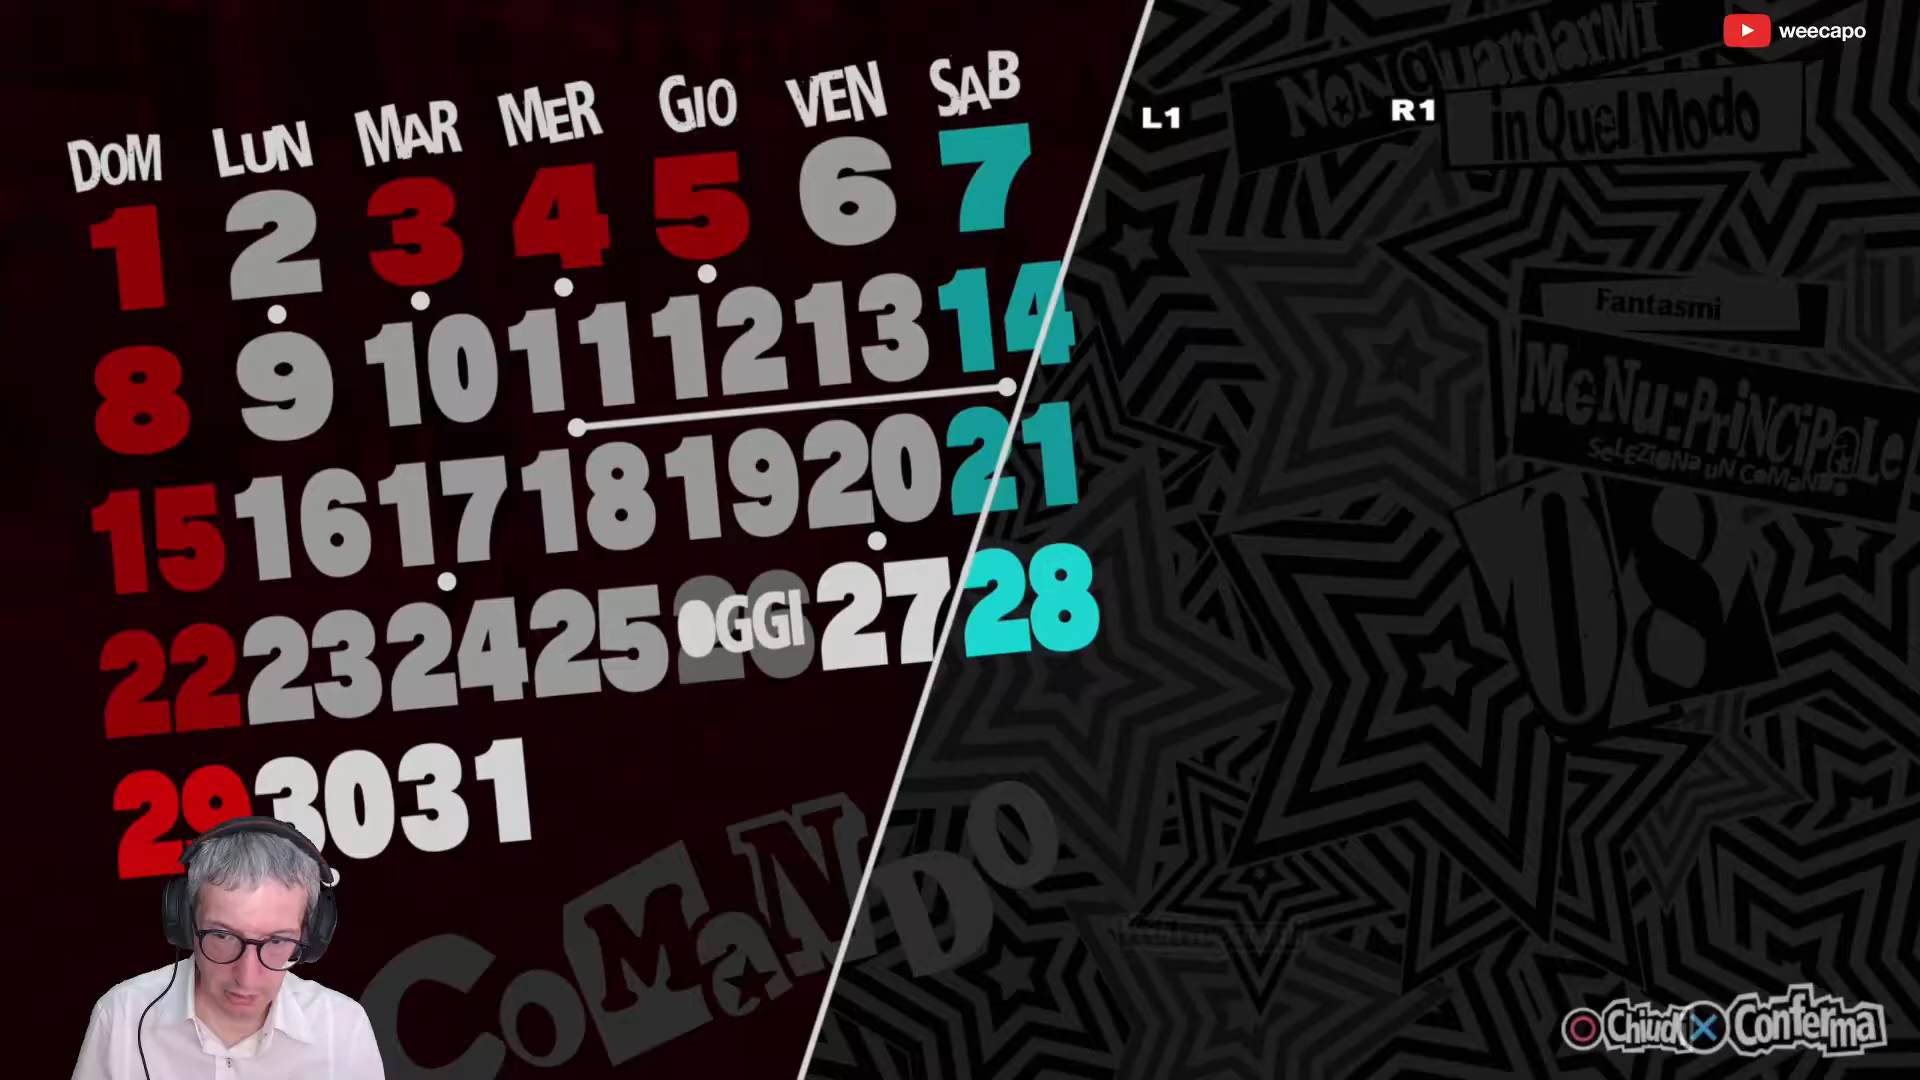 weecapo
NoN guardarMI
in Quel Modo
L1
R1
DoM LuN MAR MER GIO VEN SAB
1 2 3 4 5 6 7
8 9 10 11 12 13 14
15 16 17 18 19 20 21
22 23 24 25 26 27 28
OGGI
29 30 31
Fantasmi
MeNu:PriNCiPaLe
SeLEZioNa uN CoMaNDo
08
CoMaNDO
Chiudi
Conferma